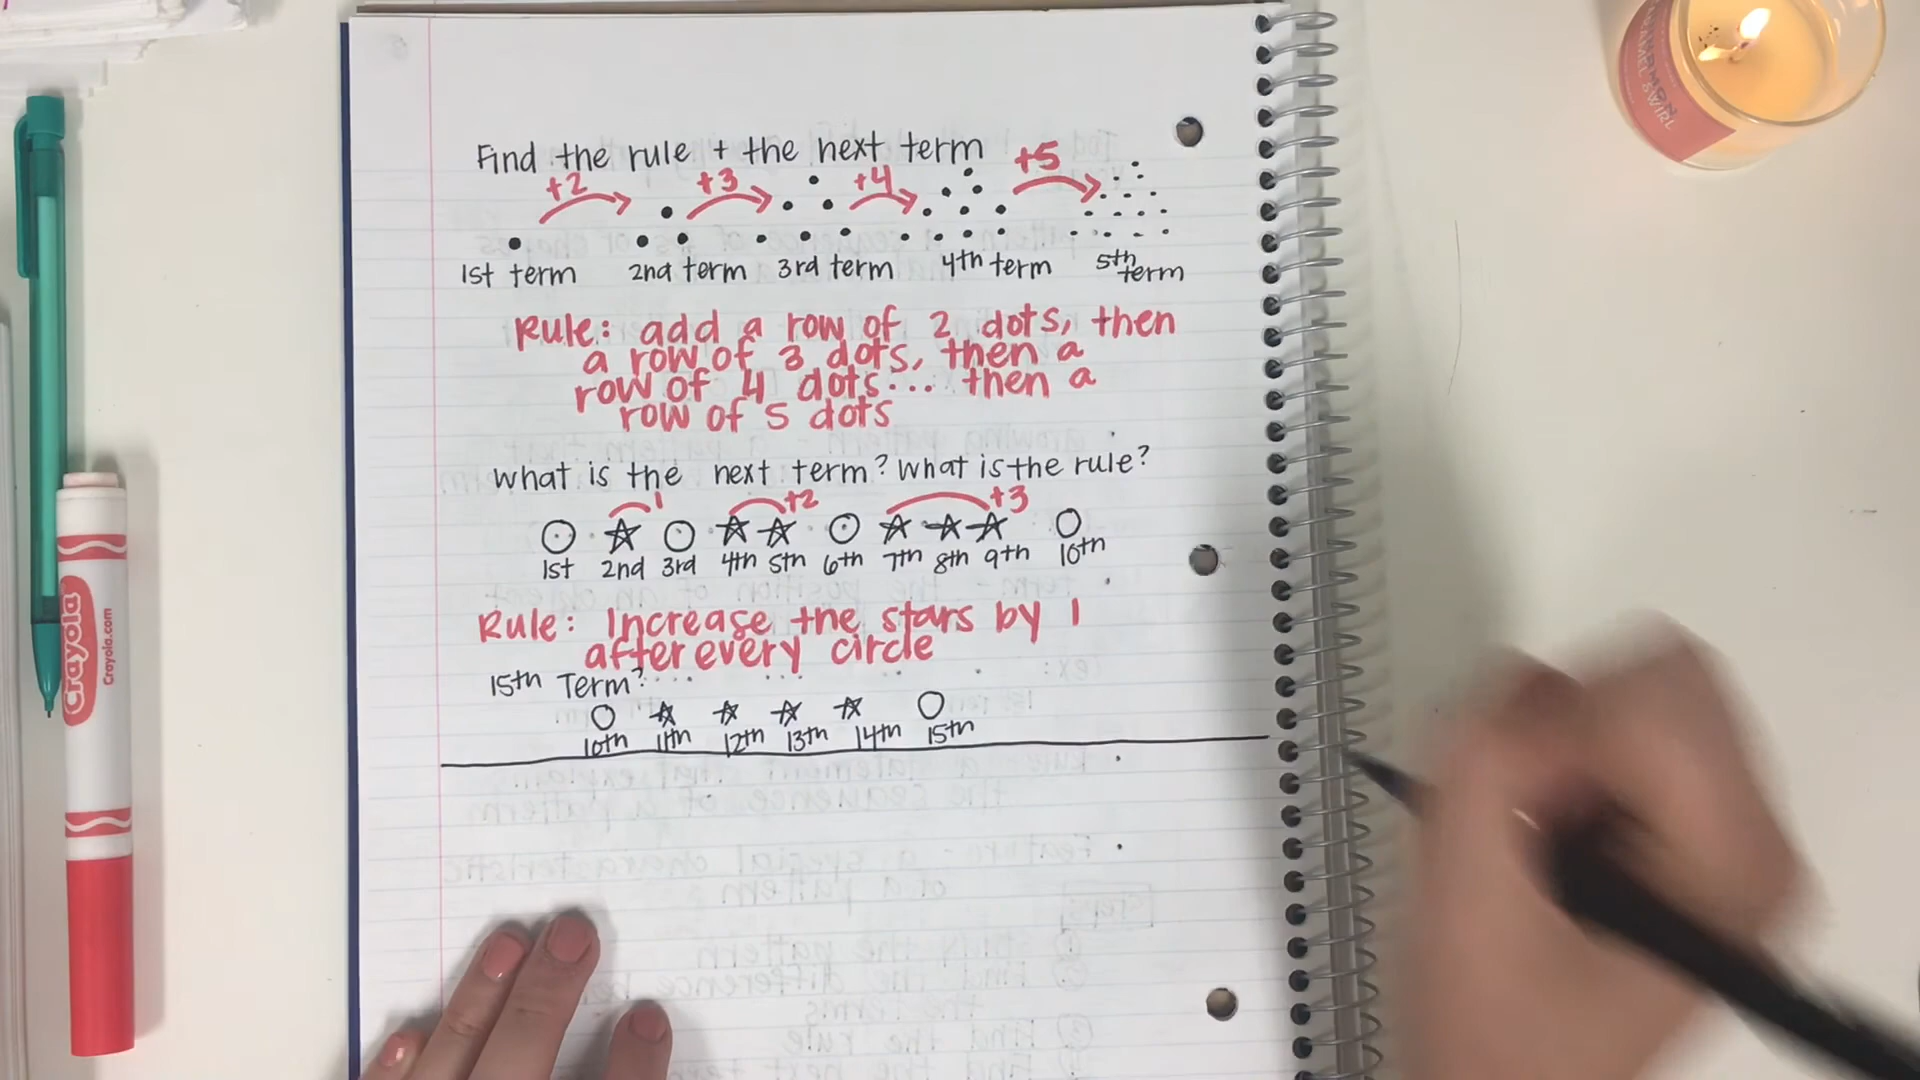 Find the rule + the next term
+2 +3 +4 +5
1st term 2nd term 3rd term 4th term 5th term
Rule: add a row of 2 dots, then
a row of 3 dots, then a
row of 4 dots... then a
row of 5 dots
What is the next term? What is the rule?
1 +2 +3
1st 2nd 3rd 4th 5th 6th 7th 8th 9th 10th
Rule: Increase the stars by 1
after every circle
15th Term?
10th 11th 12th 13th 14th 15th
Crayola
Crayola.com
SWIRL